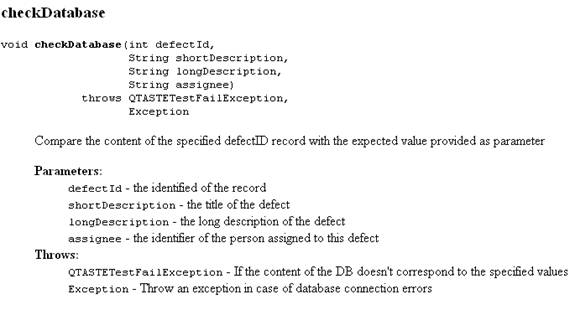 checkDatabase
void checkDatabase(int defectId,
String shortDescription,
String longDescription,
String assignee)
throws QTASTETestFailException,
Exception
Compare the content of the specified defectID record with the expected value provided as parameter
Parameters:
defectId - the identified of the record
shortDescription - the title of the defect
longDescription - the long description of the defect
assignee - the identifier of the person assigned to this defect
Throws:
QTASTETestFailException - If the content of the DB doesn't correspond to the specified values
Exception - Throw an exception in case of database connection errors